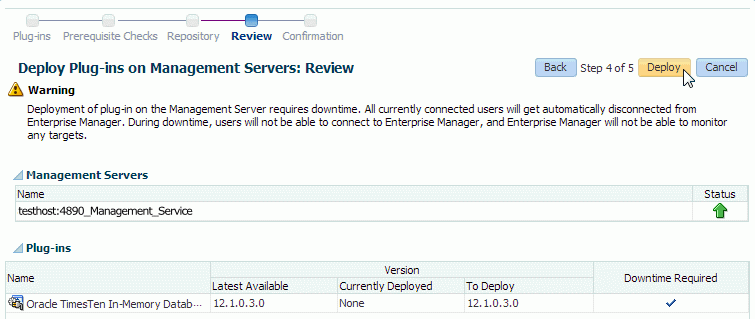 Plug-ins Prerequisite Checks Repository Review Confirmation
Deploy Plug-ins on Management Servers: Review Back Step 4 of 5 Deploy Cancel
Warning
Deployment of plug-in on the Management Server requires downtime. All currently connected users will get automatically disconnected from
Enterprise Manager. During downtime, users will not be able to connect to Enterprise Manager, and Enterprise Manager will not be able to monitor
any targets.
Management Servers
Name Status
testhost:4890_Management_Service
Plug-ins
Name Version Downtime Required
Latest Available Currently Deployed To Deploy
Oracle TimesTen In-Memory Datab... 12.1.0.3.0 None 12.1.0.3.0